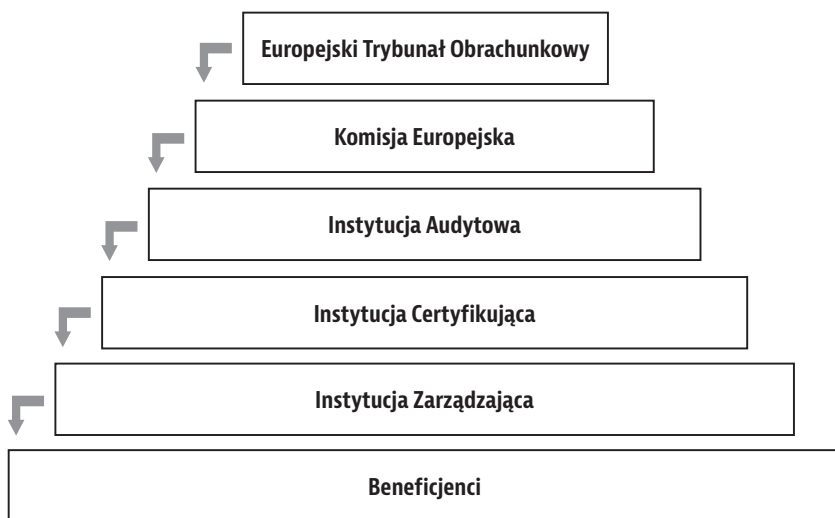 Europejski Trybunał Obrachunkowy
Komisja Europejska
Instytucja Audytowa
Instytucja Certyfikująca
Instytucja Zarządzająca
Beneficjenci